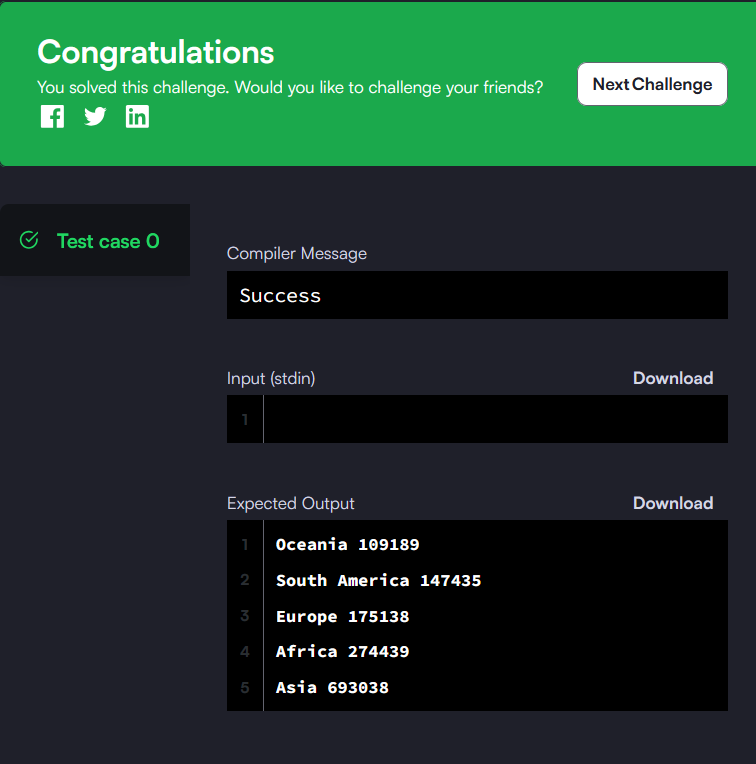 Congratulations
You solved this challenge. Would you like to challenge your friends?
Next Challenge
Test case 0
Compiler Message
Success
Input (stdin)
Download
1
Expected Output
Download
1 Oceania 109189
2 South America 147435
3 Europe 175138
4 Africa 274439
5 Asia 693038